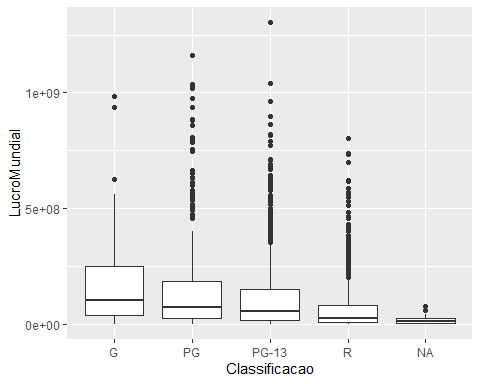 LucroMundial
1e+09
5e+08
0e+00
G PG PG-13 R NA
Classificacao